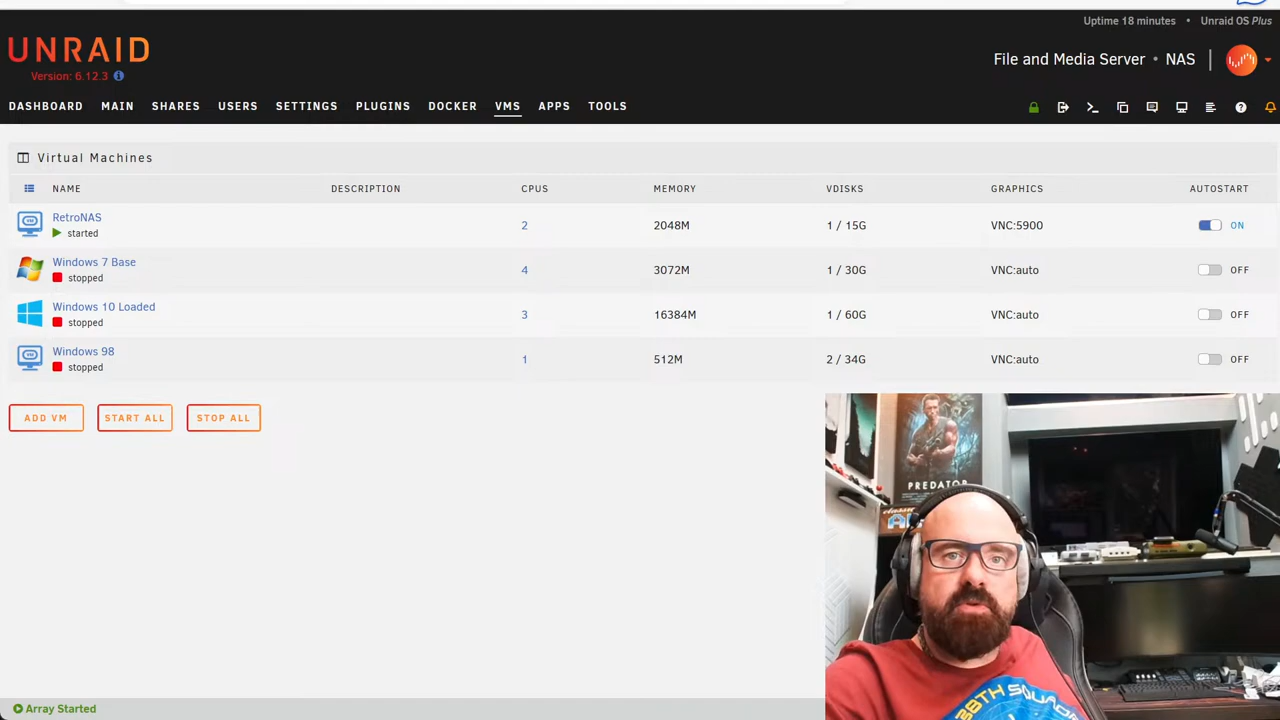 Uptime 18 minutes • Unraid OS Plus
UNRAID
Version: 6.12.3
File and Media Server • NAS
DASHBOARD MAIN SHARES USERS SETTINGS PLUGINS DOCKER VMS APPS TOOLS
Virtual Machines
NAME DESCRIPTION CPUS MEMORY VDISKS GRAPHICS AUTOSTART
RetroNAS
started
2 2048M 1 / 15G VNC:5900 ON
Windows 7 Base
stopped
4 3072M 1 / 30G VNC:auto OFF
Windows 10 Loaded
stopped
3 16384M 1 / 60G VNC:auto OFF
Windows 98
stopped
1 512M 2 / 34G VNC:auto OFF
ADD VM START ALL STOP ALL
PREDATOR
classic
38TH SQUADR
Array Started